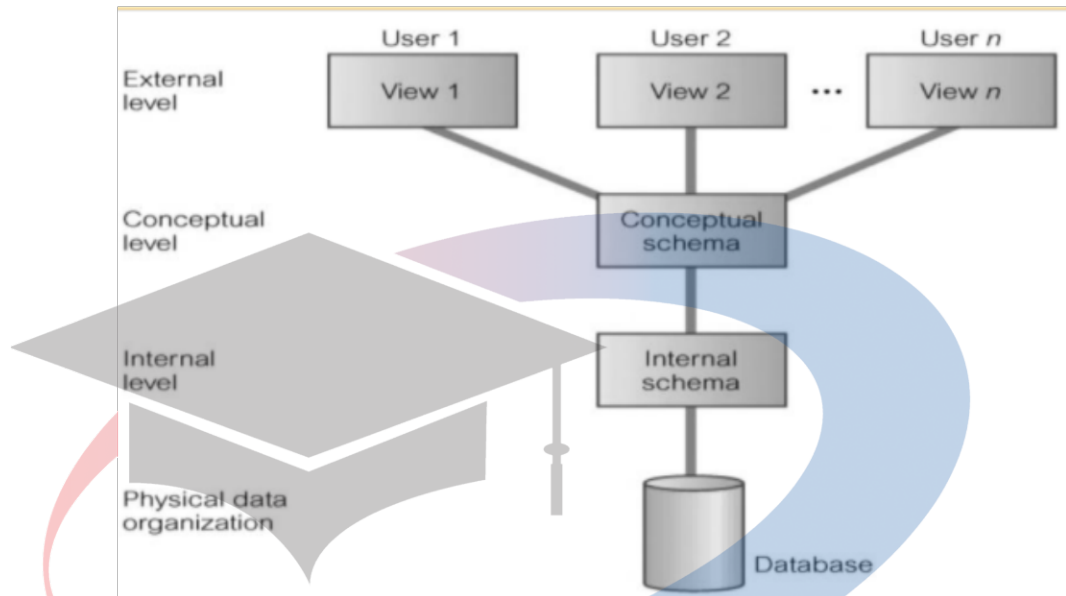 User 1
User 2
User n
External
level
View 1
View 2
...
View n
Conceptual
level
Conceptual
schema
Internal
level
Internal
schema
Physical data
organization
Database